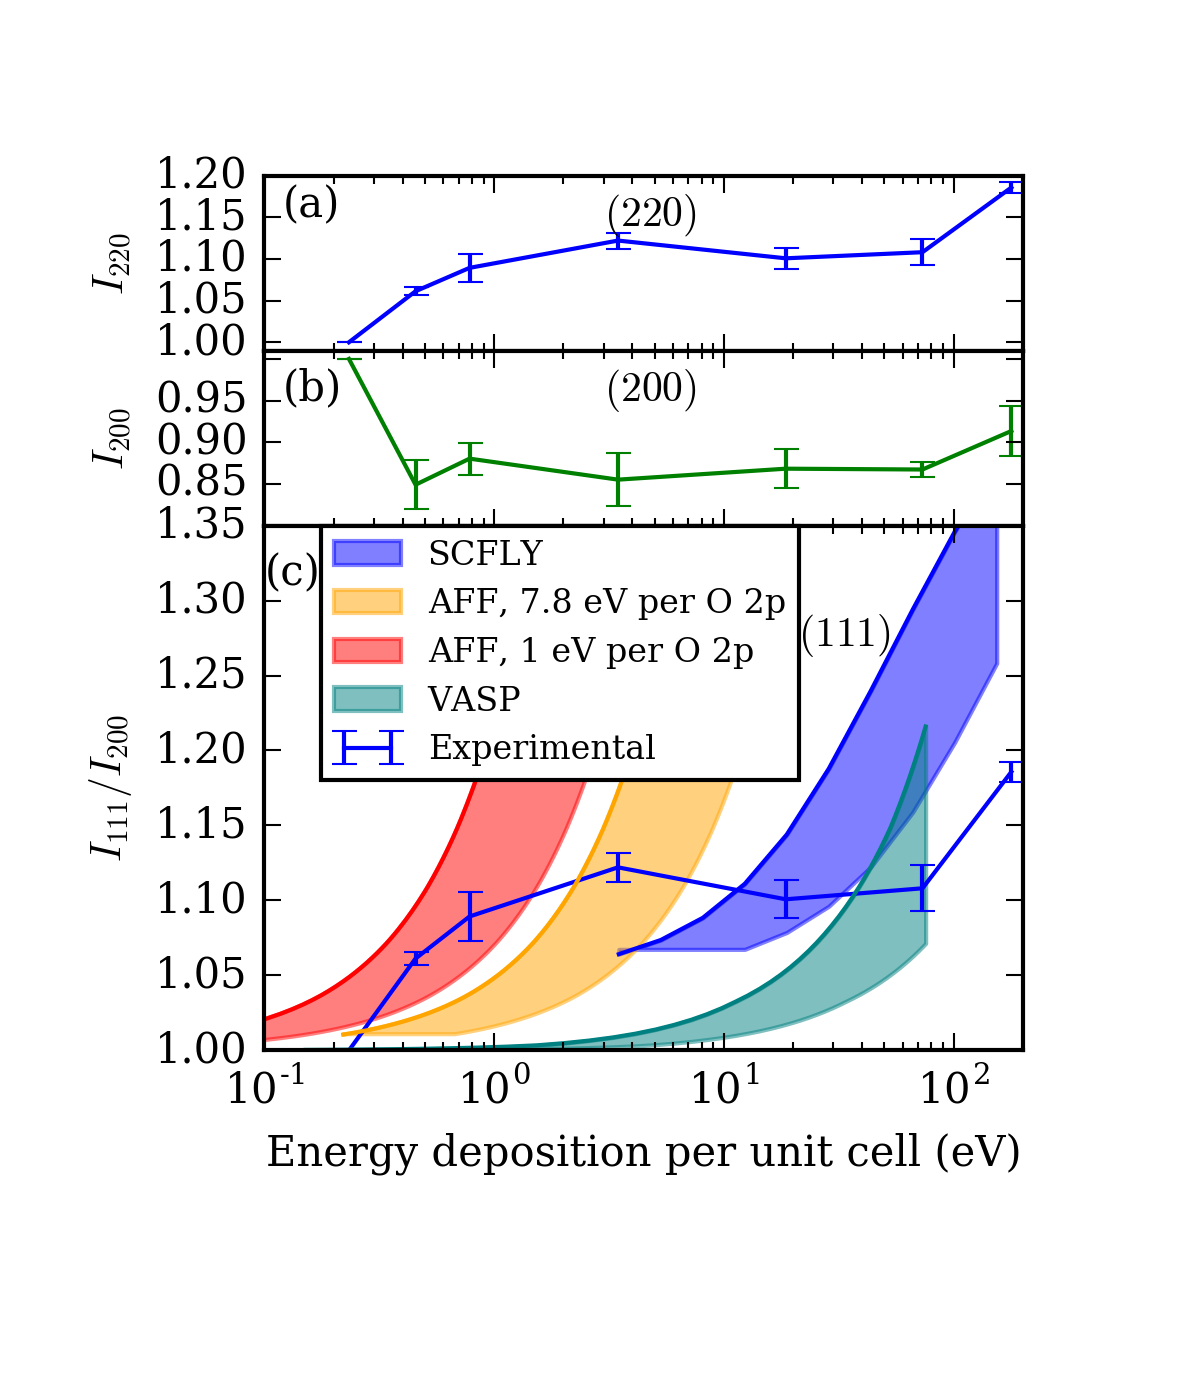 1.20
(a)
(220)
1.15
1.10
1.05
1.00
I220
(b)
(200)
0.95
0.90
0.85
I200
1.35
(c)
SCFLY
AFF, 7.8 eV per O 2p
AFF, 1 eV per O 2p
VASP
Experimental
(111)
1.30
1.25
1.20
1.15
1.10
1.05
1.00
I111/I200
10-1 100 101 102
Energy deposition per unit cell (eV)